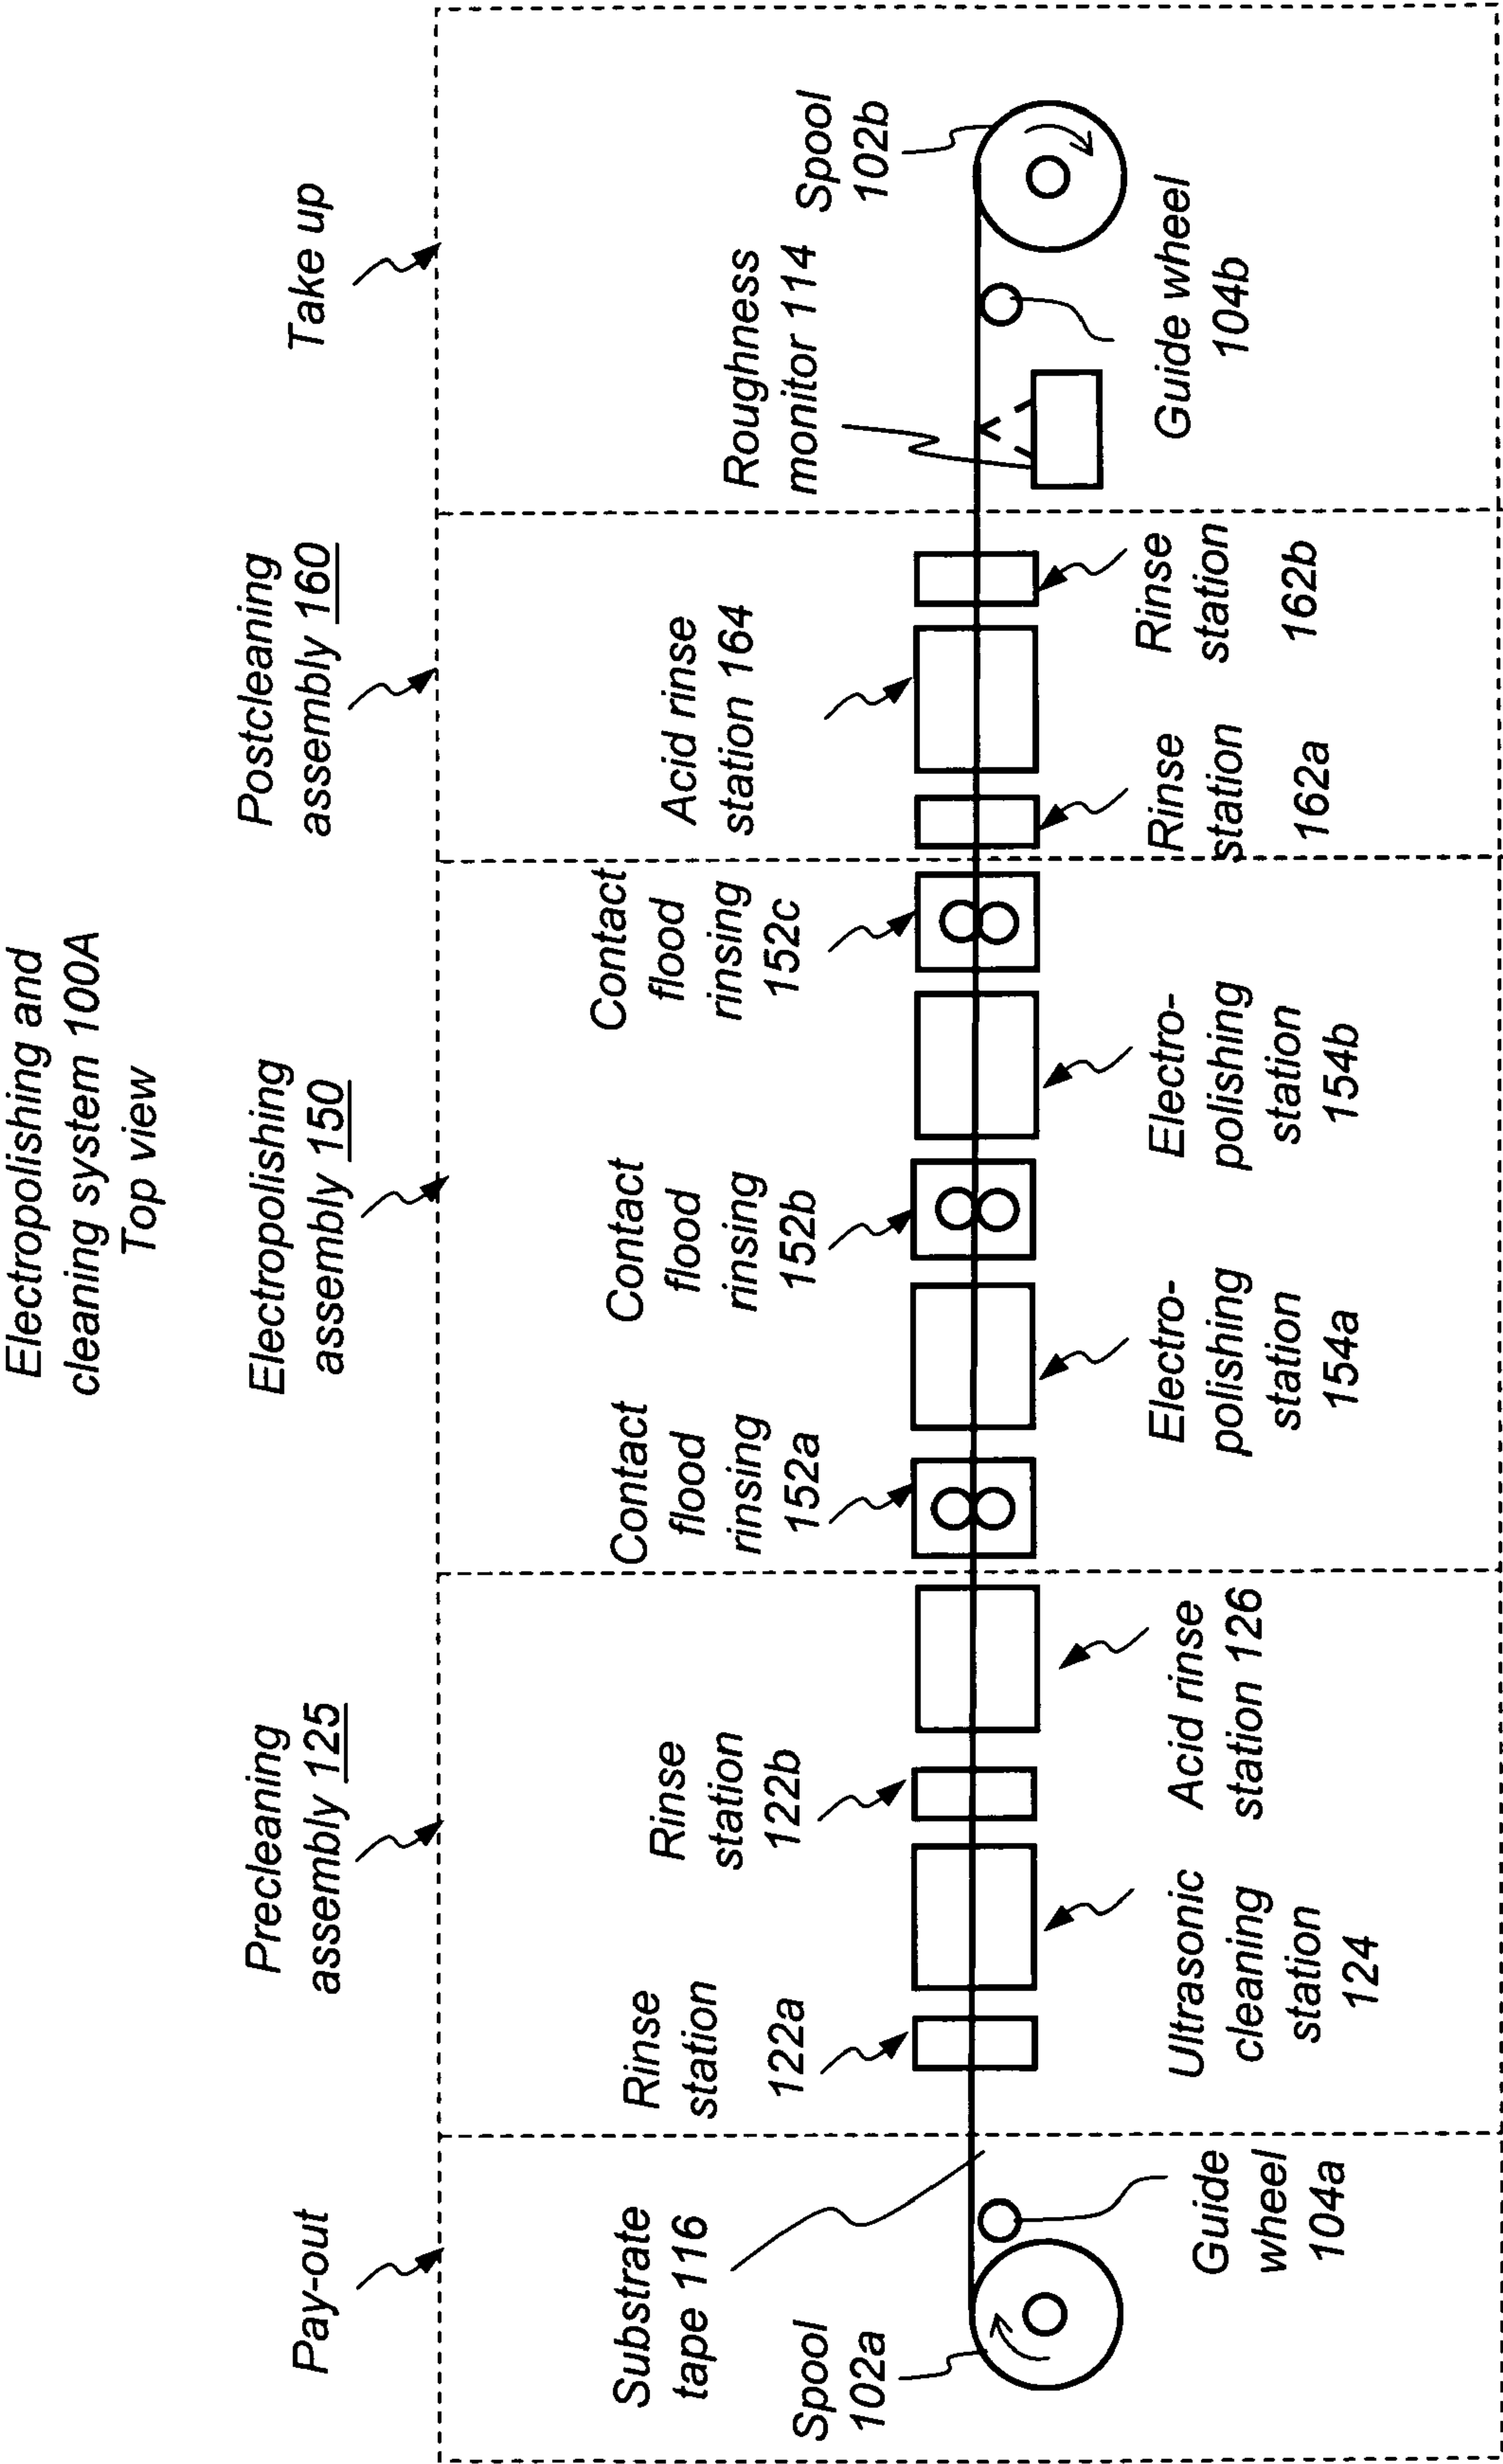 Electropolishing and
cleaning system 100A
Top view
Pay-out
Precleaning
assembly 125
Electropolishing
assembly 150
Postcleaning
assembly 160
Take up
Substrate
tape 116
Spool
102a
Guide
wheel
104a
Rinse
station
122a
Ultrasonic
cleaning
station
124
Rinse
station
122b
Acid rinse
station 126
Contact
flood
rinsing
152a
Electro-
polishing
station
154a
Contact
flood
rinsing
152b
Electro-
polishing
station
154b
Contact
flood
rinsing
152c
Rinse
station
162a
Acid rinse
station 164
Rinse
station
162b
Roughness
monitor 114
Guide wheel
104b
Spool
102b